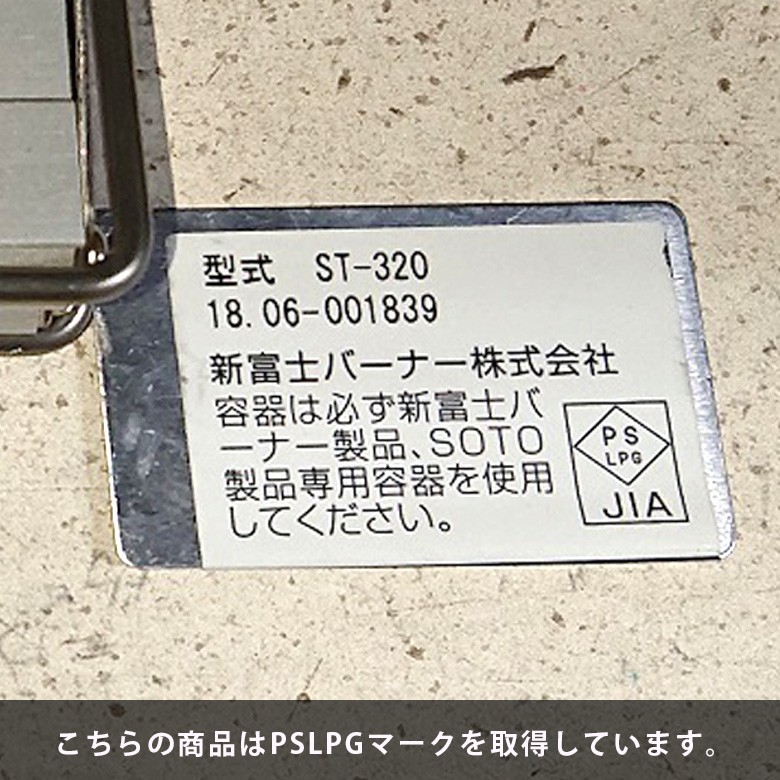 型式 ST-320
18.06-001839
新富士バーナー株式会社
容器は必ず新富士バ
ーナー製品、SOTO
製品専用容器を使用
してください。
PS
LPG
JIA
こちらの商品はPSLPGマークを取得しています。